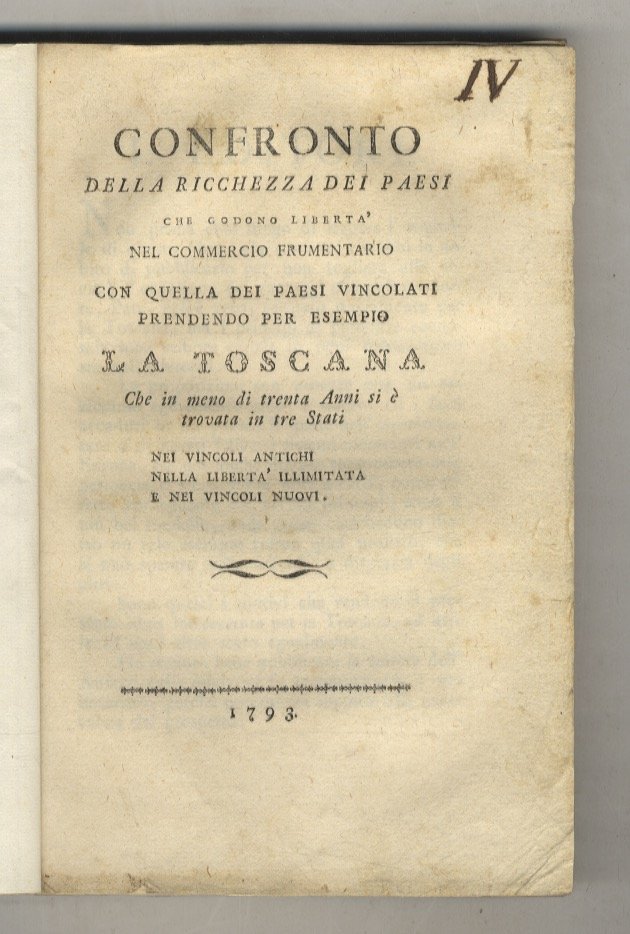 IV
CONFRONTO
DELLA RICCHEZZA DEI PAESI
CHE GODONO LIBERTA'
NEL COMMERCIO FRUMENTARIO
CON QUELLA DEI PAESI VINCOLATI
PRENDENDO PER ESEMPIO
LA TOSCANA
Che in meno di trenta Anni si è
trovata in tre Stati
NEI VINCOLI ANTICHI
NELLA LIBERTA' ILLIMITATA
E NEI VINCOLI NUOVI.
1793.